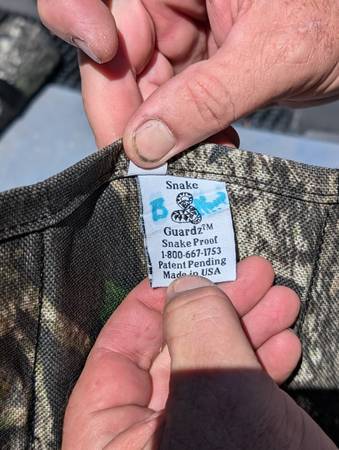 Snake
Guardz™
Snake Proof
1-800-667-1753
Patent Pending
Made in USA